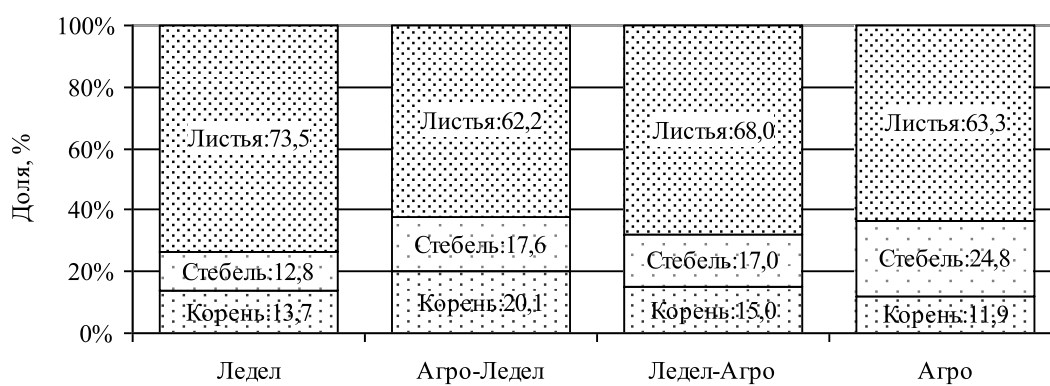 100%
80%
60%
40%
20%
0%
Доля, %
Листья:73,5
Стебель:12,8
Корень:13,7
Листья:62,2
Стебель:17,6
Корень:20,1
Листья:68,0
Стебель:17,0
Корень:15,0
Листья:63,3
Стебель:24,8
Корень:11,9
Ледел
Агро-Ледел
Ледел-Агро
Агро